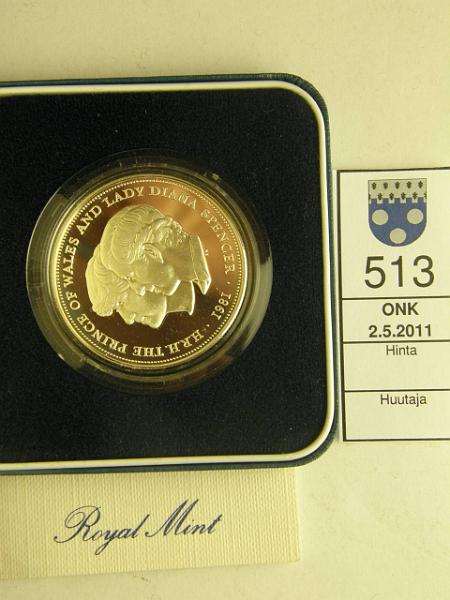 H.R.H. THE PRINCE OF WALES AND LADY DIANA SPENCER · 1981 ·
513
ONK
2.5.2011
Hinta
Huutaja
Royal Mint